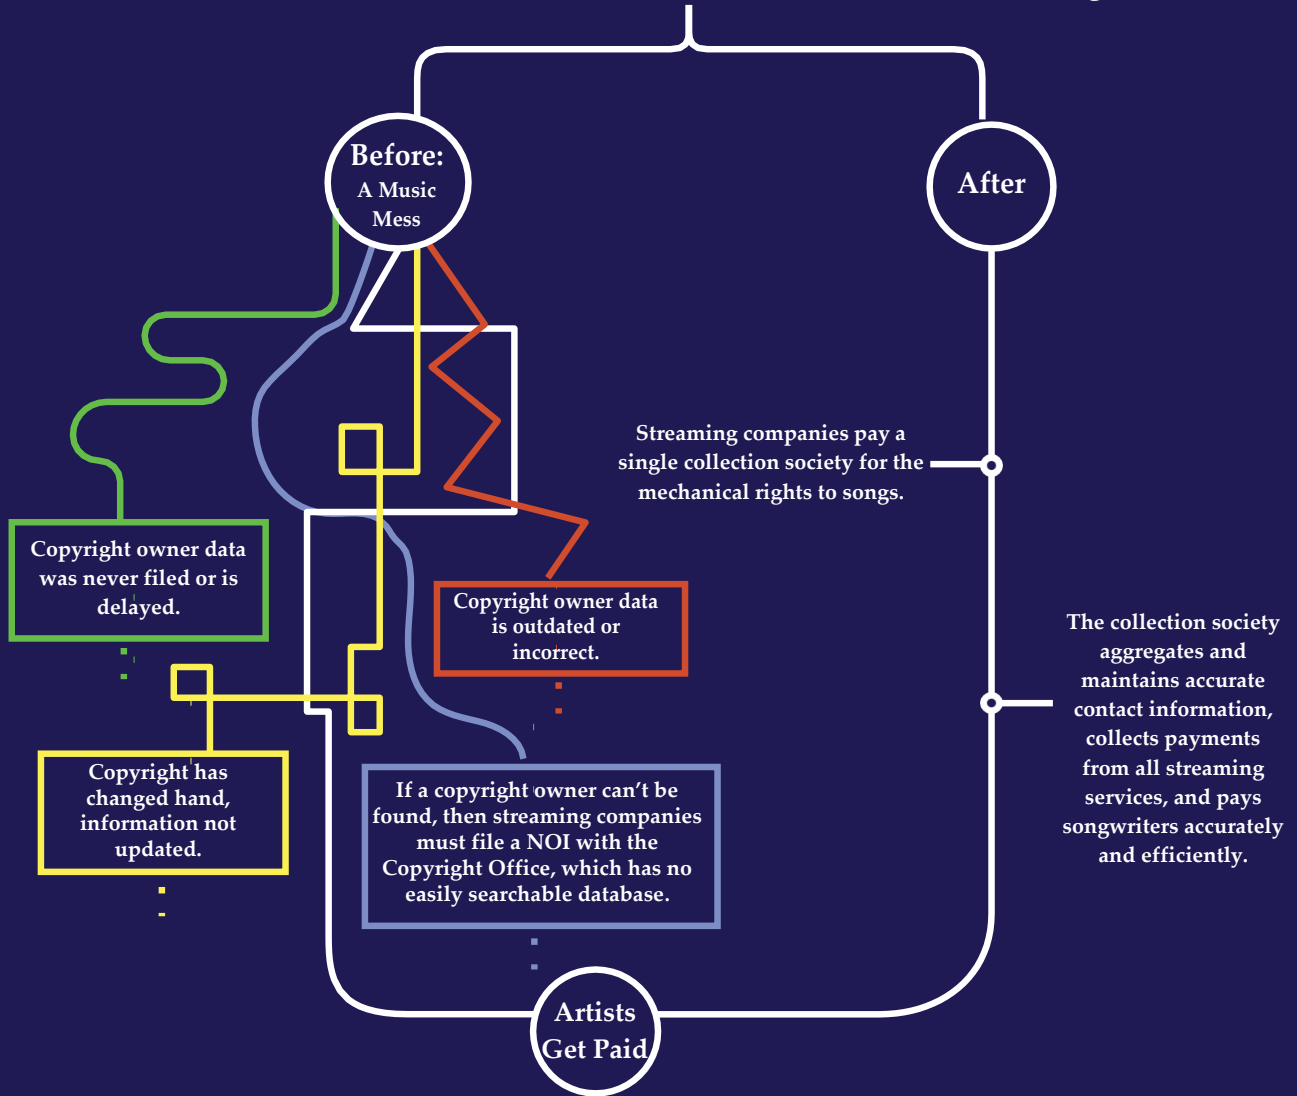 Before:
A Music
Mess
After
Streaming companies pay a
single collection society for the
mechanical rights to songs.
Copyright owner data
was never filed or is
delayed.
Copyright owner data
is outdated or
incorrect.
The collection society
aggregates and
maintains accurate
contact information,
collects payments
from all streaming
services, and pays
songwriters accurately
and efficiently.
Copyright has
changed hand,
information not
updated.
If a copyright owner can’t be
found, then streaming companies
must file a NOI with the
Copyright Office, which has no
easily searchable database.
Artists
Get Paid